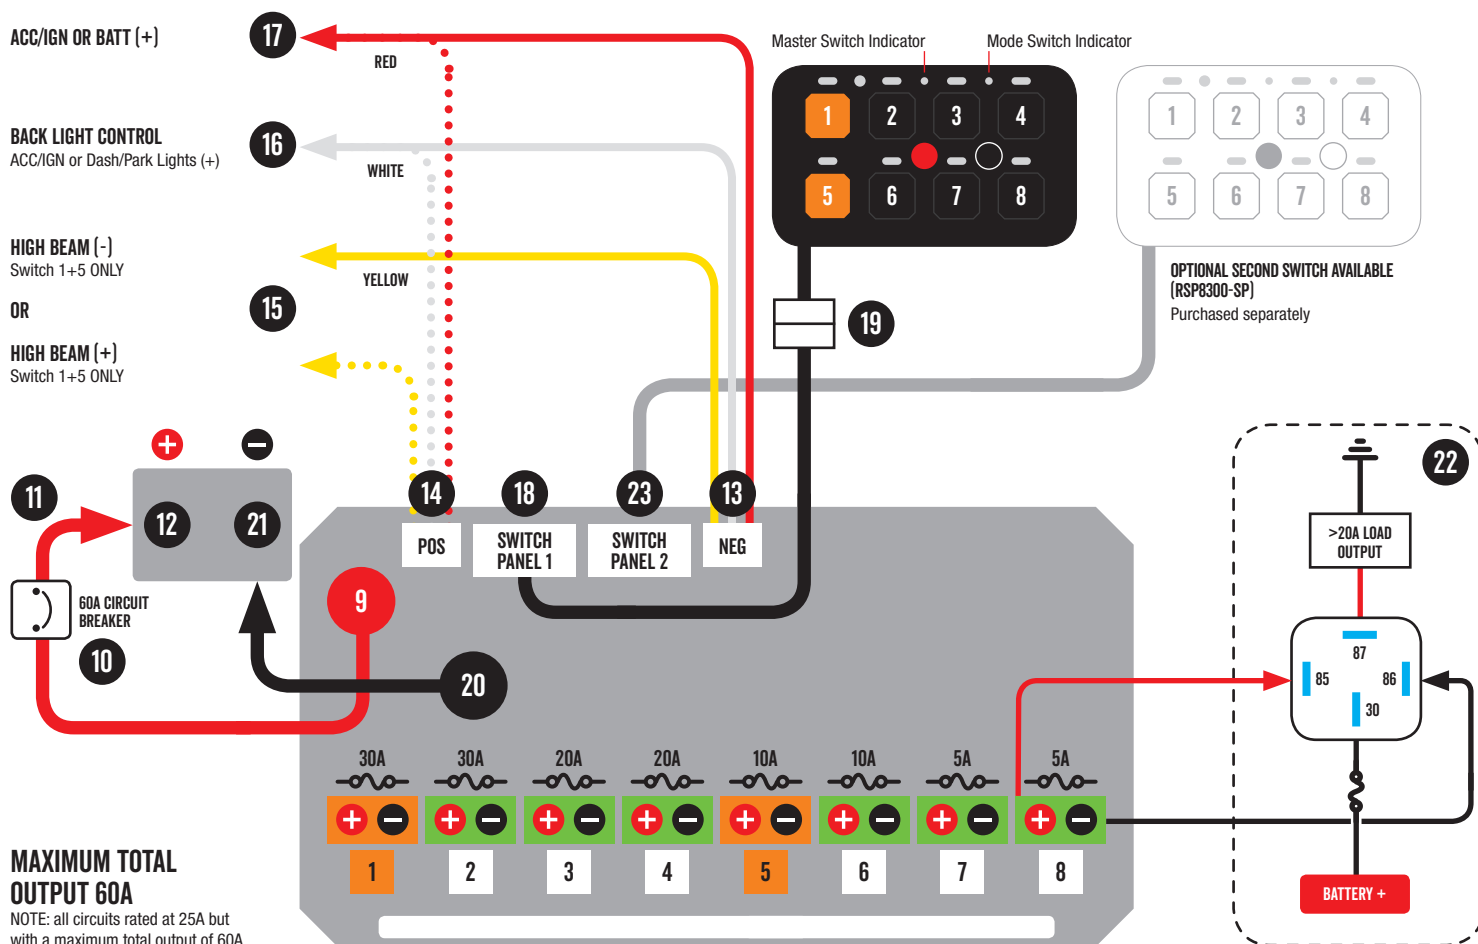 ACC/IGN OR BATT (+)
17
RED
BACK LIGHT CONTROL
ACC/IGN or Dash/Park Lights (+)
16
WHITE
HIGH BEAM (-)
Switch 1+5 ONLY
YELLOW
OR
15
HIGH BEAM (+)
Switch 1+5 ONLY
Master Switch Indicator
Mode Switch Indicator
1 2 3 4
5 6 7 8
1 2 3 4
5 6 7 8
OPTIONAL SECOND SWITCH AVAILABLE
(RSP8300-SP)
Purchased separately
19
+ −
11
12 21
60A CIRCUIT
BREAKER
10
14 18 23 13
POS
SWITCH
PANEL 1
SWITCH
PANEL 2
NEG
9
20
22
>20A LOAD
OUTPUT
87
85 86
30
BATTERY +
30A 30A 20A 20A 10A 10A 5A 5A
+ − + − + − + − + − + − + − + −
1 2 3 4 5 6 7 8
MAXIMUM TOTAL
OUTPUT 60A
NOTE: all circuits rated at 25A but
with a maximum total output of 60A